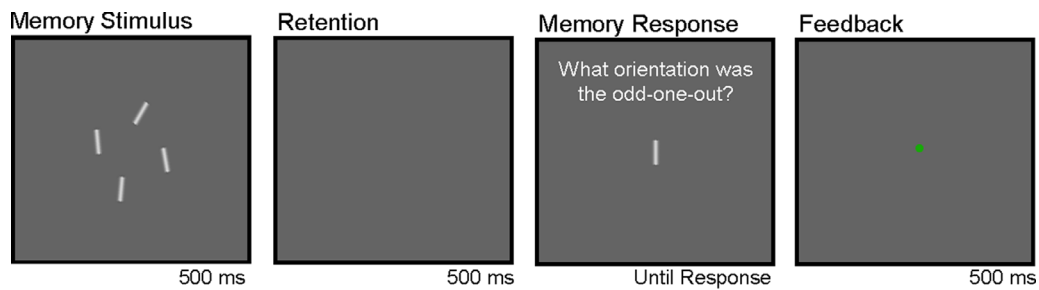 Memory Stimulus
Retention
Memory Response
Feedback
What orientation was
the odd-one-out?
500 ms
500 ms
Until Response
500 ms